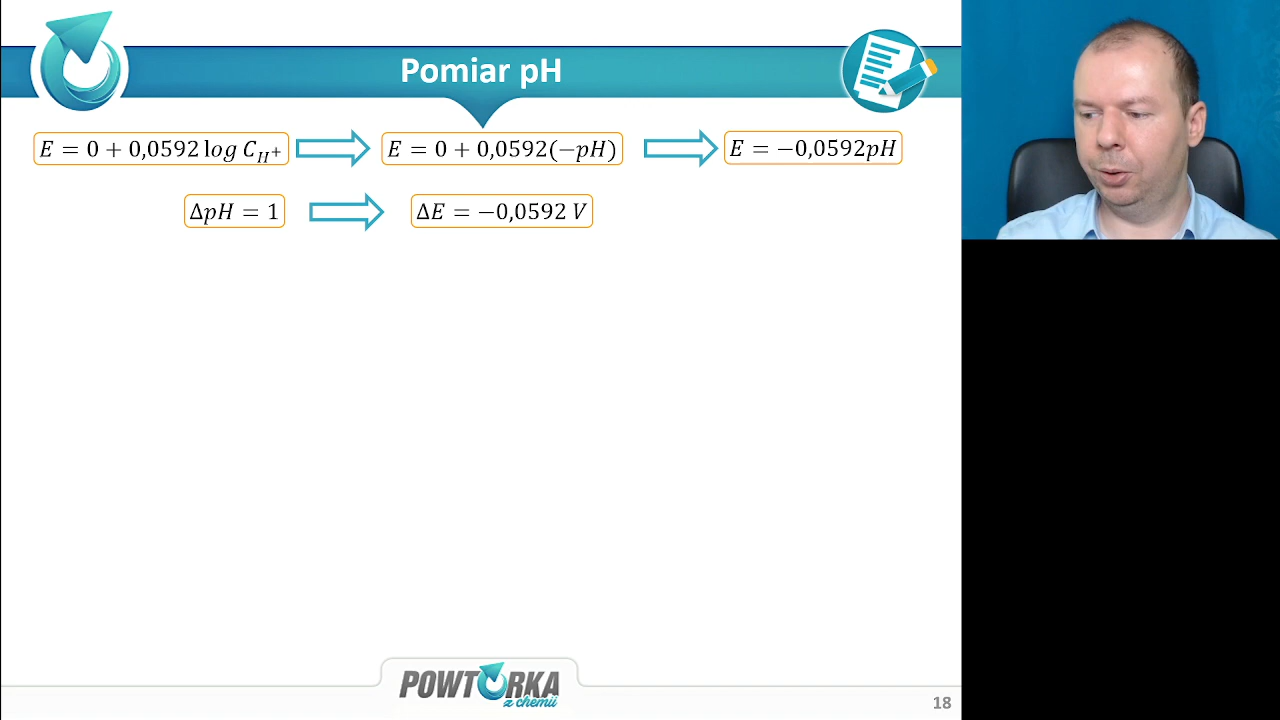 Pomiar pH
E = 0 + 0,0592 log C_{H^+}
E = 0 + 0,0592(−pH)
E = −0,0592pH
ΔpH = 1
ΔE = −0,0592 V
POWTÓRKA
z chemii
18